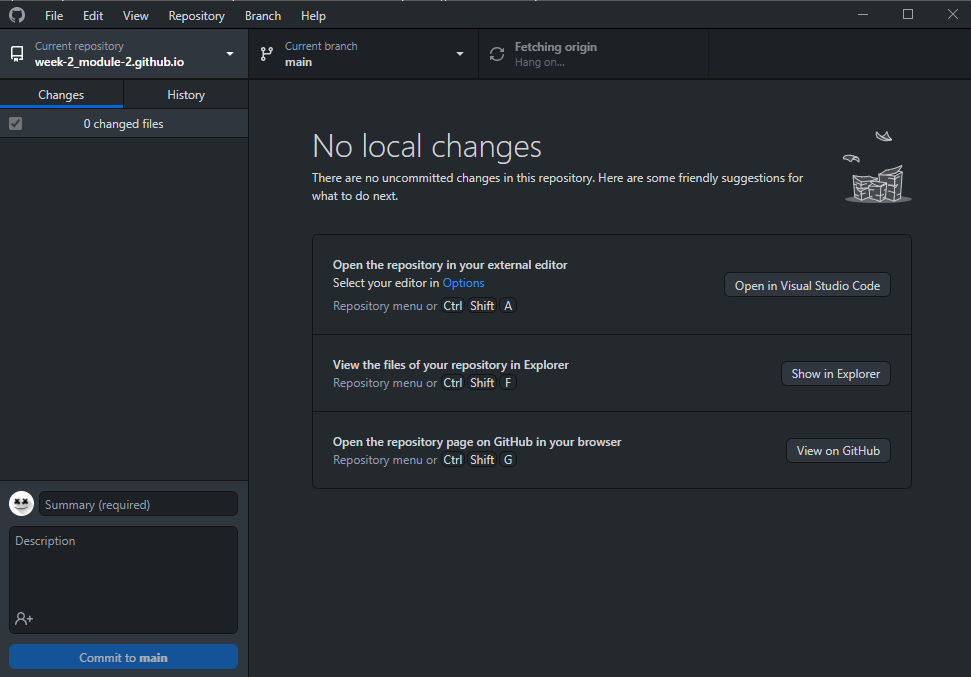 File Edit View Repository Branch Help
Current repository
week-2_module-2.github.io
Current branch
main
Fetching origin
Hang on...
Changes History
0 changed files
No local changes
There are no uncommitted changes in this repository. Here are some friendly suggestions for
what to do next.
Open the repository in your external editor
Select your editor in Options
Repository menu or Ctrl Shift A
Open in Visual Studio Code
View the files of your repository in Explorer
Repository menu or Ctrl Shift F
Show in Explorer
Open the repository page on GitHub in your browser
Repository menu or Ctrl Shift G
View on GitHub
Summary (required)
Description
Commit to main